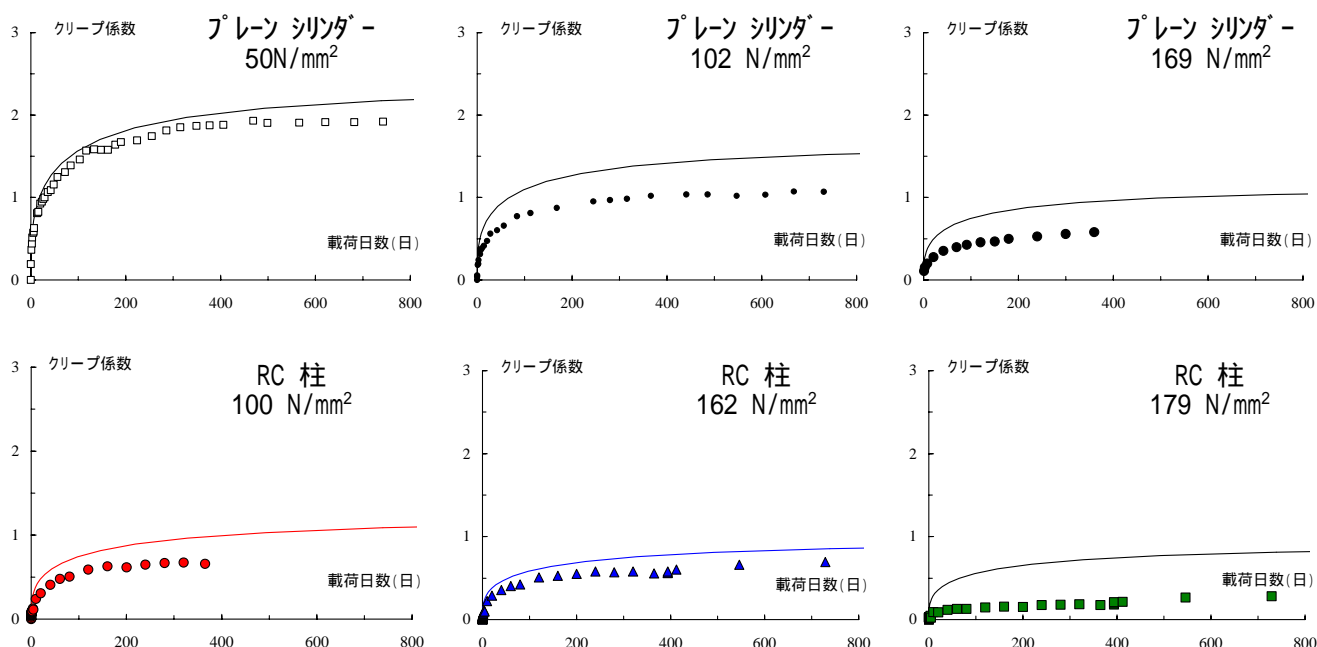 クリープ係数
プレーン シリンダー
50N/mm²
3
2
1
0
載荷日数(日)
0 200 400 600 800
クリープ係数
プレーン シリンダー
102 N/mm²
3
2
1
0
載荷日数(日)
0 200 400 600 800
クリープ係数
プレーン シリンダー
169 N/mm²
3
2
1
0
載荷日数(日)
0 200 400 600 800
クリープ係数
RC 柱
100 N/mm²
3
2
1
0
載荷日数(日)
0 200 400 600 800
クリープ係数
RC 柱
162 N/mm²
3
2
1
0
載荷日数(日)
0 200 400 600 800
クリープ係数
RC 柱
179 N/mm²
3
2
1
0
載荷日数(日)
0 200 400 600 800